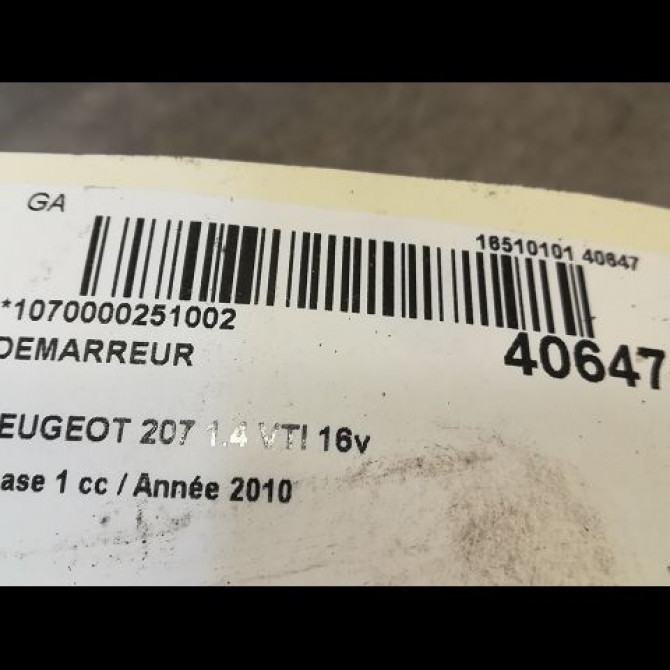 GA
16510101 40647
*1070000251002
DEMARREUR
40647
EUGEOT 207 1.4 VTI 16v
ase 1 cc / Année 2010